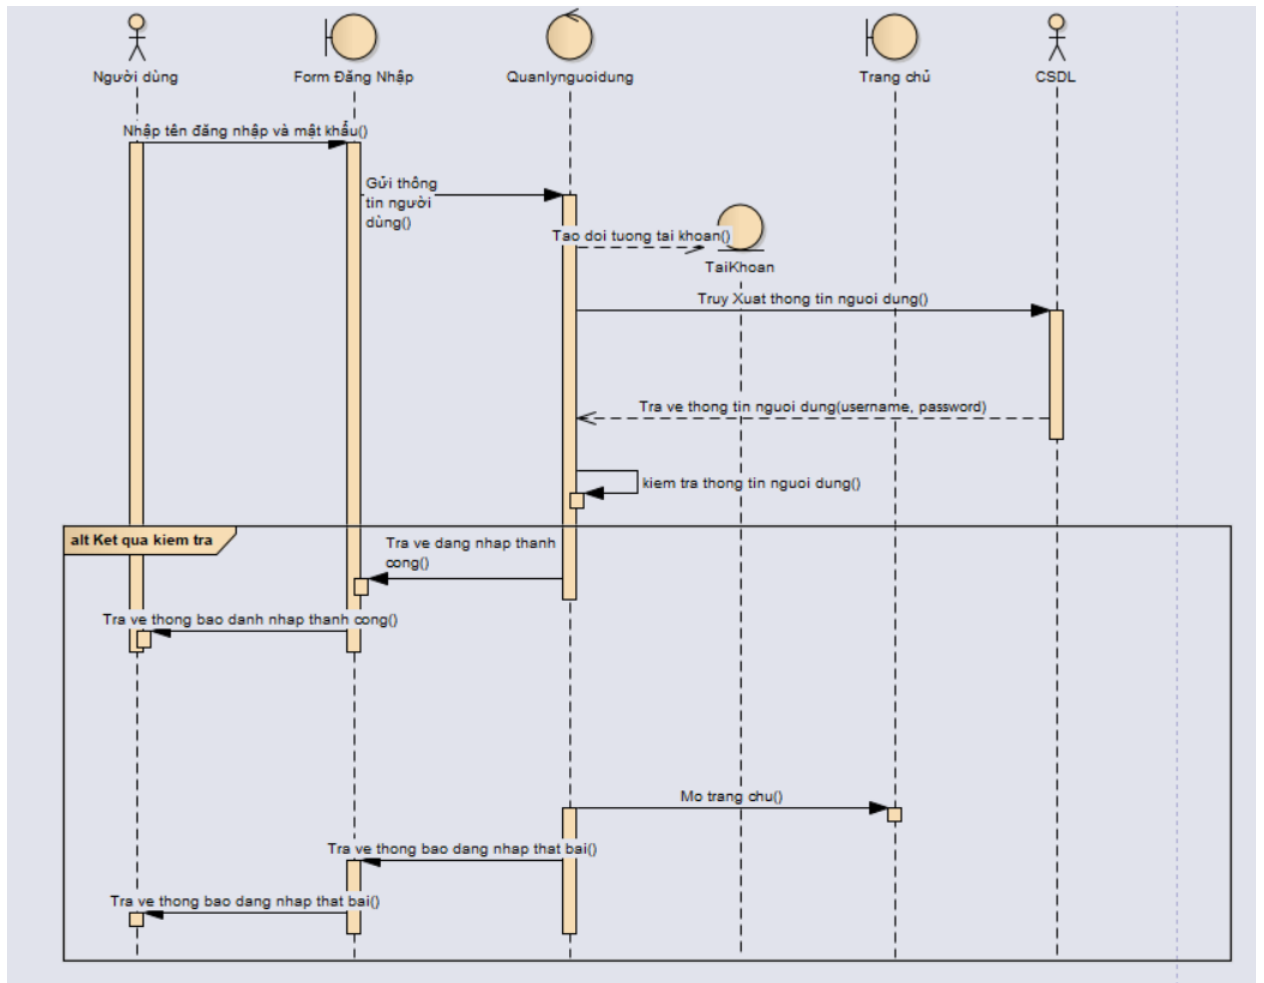 Người dùng
Form Đăng Nhập
Quanlynguoidung
Trang chủ
CSDL
Nhập tên đăng nhập và mật khẩu()
Gửi thông
tin người
dùng()
Tao doi tuong tai khoan()
TaiKhoan
Truy Xuat thong tin nguoi dung()
Tra ve thong tin nguoi dung(username, password)
kiem tra thong tin nguoi dung()
alt Ket qua kiem tra
Tra ve dang nhap thanh
cong()
Tra ve thong bao danh nhap thanh cong()
Mo trang chu()
Tra ve thong bao dang nhap that bai()
Tra ve thong bao dang nhap that bai()